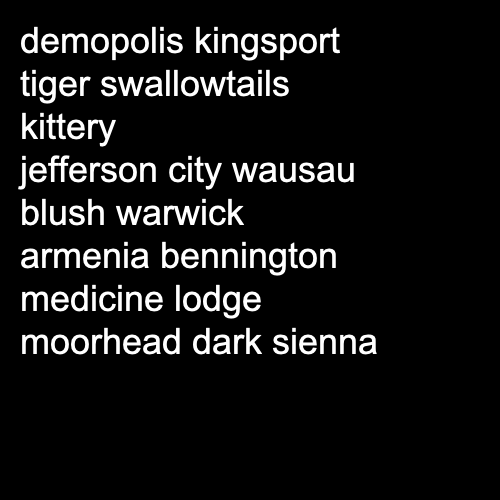 demopolis kingsport
tiger swallowtails
kittery
jefferson city wausau
blush warwick
armenia bennington
medicine lodge
moorhead dark sienna